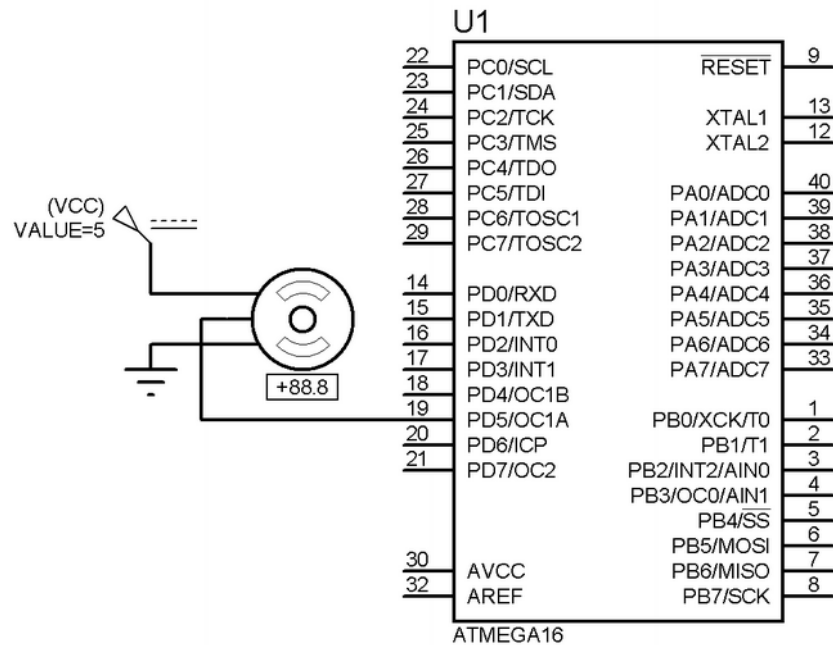 U1
22 PC0/SCL RESET 9
23 PC1/SDA
24 PC2/TCK XTAL1 13
25 PC3/TMS XTAL2 12
26 PC4/TDO
27 PC5/TDI PA0/ADC0 40
28 PC6/TOSC1 PA1/ADC1 39
29 PC7/TOSC2 PA2/ADC2 38
PA3/ADC3 37
14 PD0/RXD PA4/ADC4 36
15 PD1/TXD PA5/ADC5 35
16 PD2/INT0 PA6/ADC6 34
17 PD3/INT1 PA7/ADC7 33
18 PD4/OC1B
19 PD5/OC1A PB0/XCK/T0 1
20 PD6/ICP PB1/T1 2
21 PD7/OC2 PB2/INT2/AIN0 3
PB3/OC0/AIN1 4
PB4/SS 5
PB5/MOSI 6
30 AVCC PB6/MISO 7
32 AREF PB7/SCK 8
ATMEGA16
(VCC)
VALUE=5
+88.8